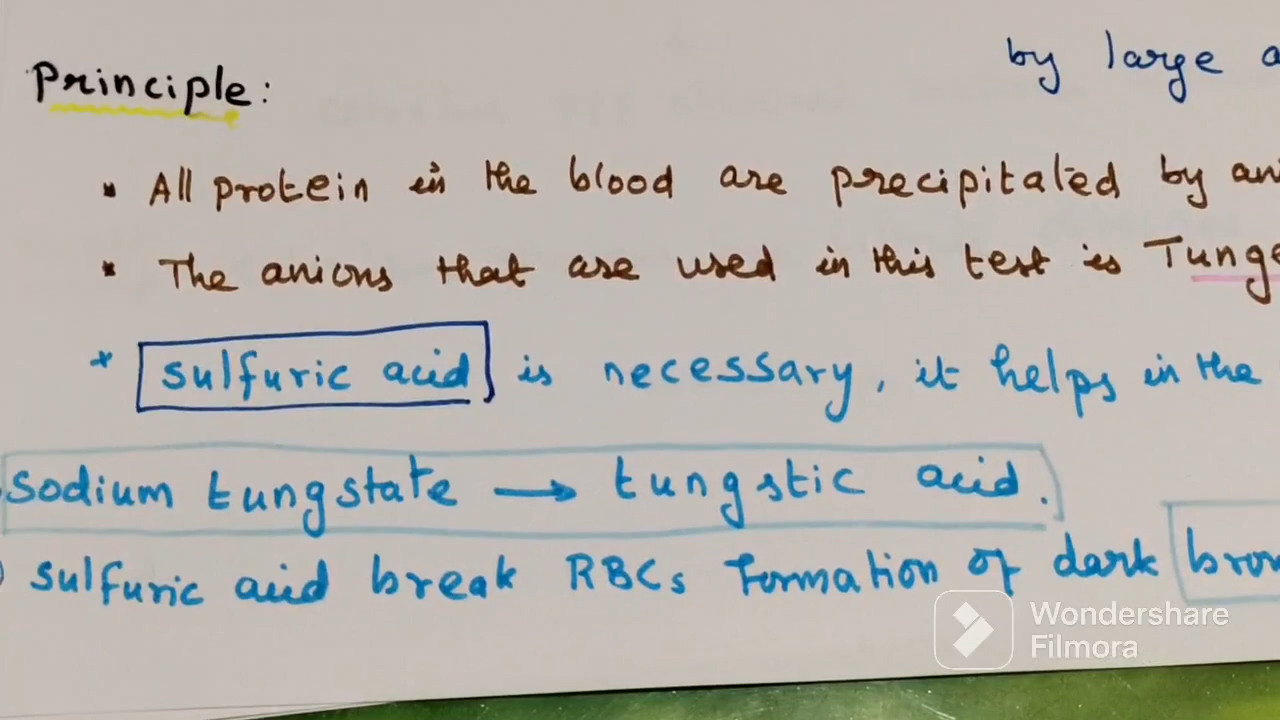 by large a
Principle:
All protein in the blood are precipitated by an
The anions that are used in this test is Tungs
* sulfuric acid is necessary, it helps in the
sodium tungstate → tungstic acid.
sulfuric acid break RBCs Formation of dark brow
Wondershare
Filmora